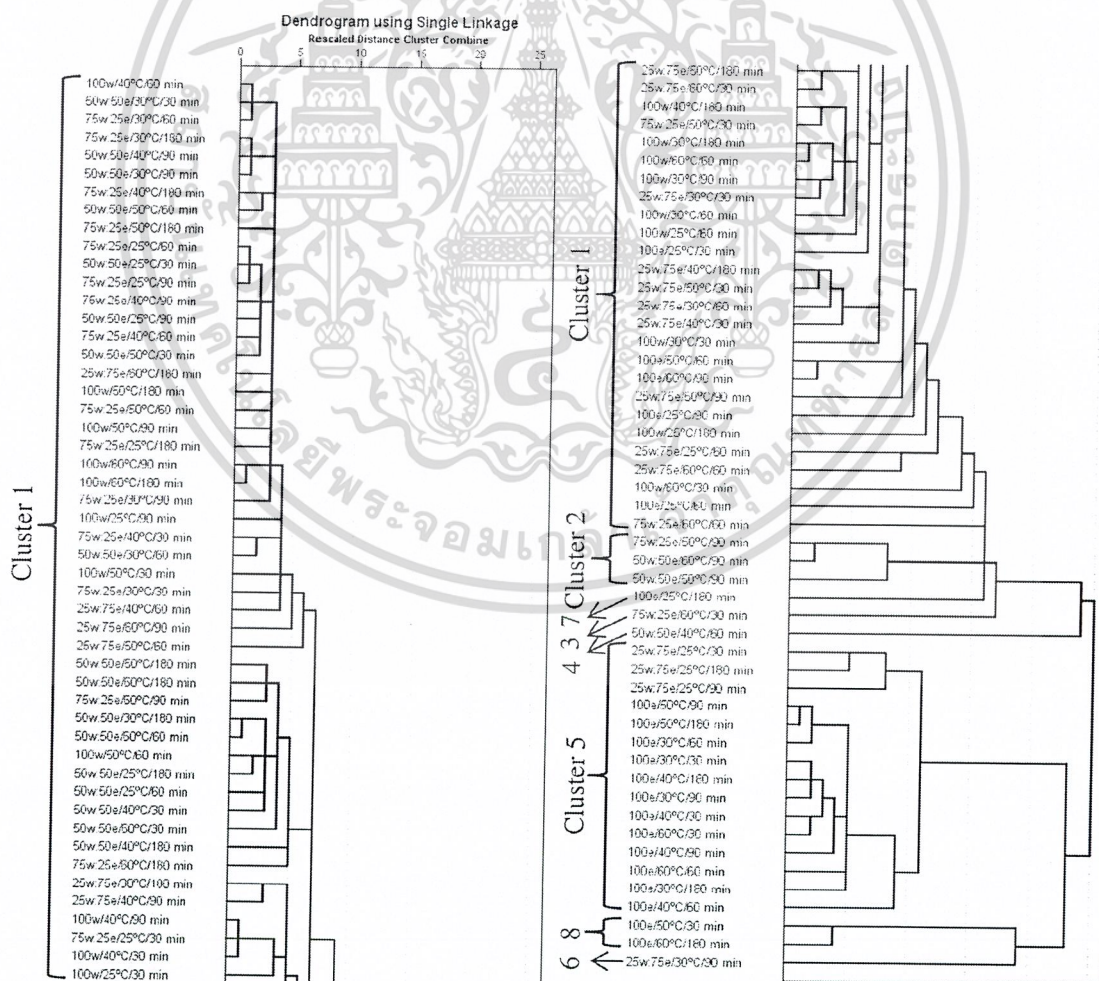 Dendrogram using Single Linkage
Rescaled Distance Cluster Combine
0 5 10 15 20 25
Cluster 1
100w/40°C/60 min
50w:50e/30°C/30 min
75w:25e/30°C/60 min
75w:25e/30°C/180 min
50w:50e/40°C/90 min
50w:50e/30°C/90 min
75w:25e/40°C/180 min
50w:50e/50°C/60 min
75w:25e/50°C/180 min
75w:25e/25°C/60 min
50w:50e/25°C/30 min
75w:25e/25°C/90 min
75w:25e/40°C/90 min
50w:50e/25°C/90 min
75w:25e/40°C/60 min
50w:50e/50°C/30 min
25w:75e/60°C/180 min
100w/50°C/180 min
75w:25e/50°C/60 min
100w/50°C/90 min
75w:25e/25°C/180 min
100w/60°C/90 min
100w/60°C/180 min
75w:25e/30°C/90 min
100w/25°C/90 min
75w:25e/40°C/30 min
50w:50e/30°C/60 min
100w/50°C/30 min
75w:25e/30°C/30 min
25w:75e/40°C/60 min
25w:75e/60°C/90 min
25w:75e/50°C/60 min
50w:50e/50°C/180 min
50w:50e/60°C/180 min
75w:25e/60°C/90 min
50w:50e/30°C/180 min
50w:50e/60°C/60 min
100w/50°C/60 min
50w:50e/25°C/180 min
50w:50e/25°C/60 min
50w:50e/40°C/30 min
50w:50e/60°C/30 min
50w:50e/40°C/180 min
75w:25e/60°C/180 min
25w:75e/30°C/180 min
25w:75e/40°C/90 min
100w/40°C/90 min
75w:25e/25°C/30 min
100w/40°C/30 min
100w/25°C/30 min
Cluster 1
25w:75e/50°C/180 min
25w:75e/60°C/30 min
100w/40°C/180 min
75w:25e/50°C/30 min
100w/30°C/180 min
100w/60°C/60 min
100w/30°C/90 min
25w:75e/30°C/30 min
100w/30°C/60 min
100w/25°C/60 min
100e/25°C/30 min
25w:75e/40°C/180 min
25w:75e/50°C/30 min
25w:75e/30°C/60 min
25w:75e/40°C/30 min
100w/30°C/30 min
100e/50°C/60 min
100e/60°C/90 min
25w:75e/50°C/90 min
100e/25°C/90 min
100w/25°C/180 min
25w:75e/25°C/60 min
25w:75e/60°C/60 min
100w/60°C/30 min
100e/25°C/60 min
75w:25e/60°C/60 min
Cluster 2
75w:25e/50°C/90 min
50w:50e/60°C/90 min
50w:50e/50°C/90 min
7
100e/25°C/180 min
3
75w:25e/60°C/30 min
4
50w:50e/40°C/60 min
Cluster 5
25w:75e/25°C/30 min
25w:75e/25°C/180 min
25w:75e/25°C/90 min
100e/50°C/90 min
100e/50°C/180 min
100e/30°C/60 min
100e/30°C/30 min
100e/40°C/180 min
100e/30°C/90 min
100e/40°C/30 min
100e/60°C/30 min
100e/40°C/90 min
100e/60°C/60 min
100e/30°C/180 min
100e/40°C/60 min
8
100e/50°C/30 min
100e/60°C/180 min
6
25w:75e/30°C/90 min